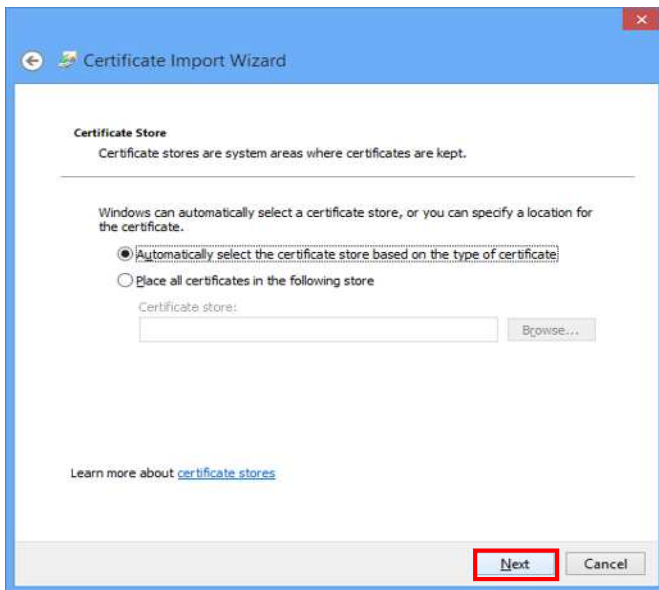 Certificate Import Wizard
Certificate Store
Certificate stores are system areas where certificates are kept.
Windows can automatically select a certificate store, or you can specify a location for
the certificate.
Automatically select the certificate store based on the type of certificate
Place all certificates in the following store
Certificate store:
Browse...
Learn more about certificate stores
Next
Cancel